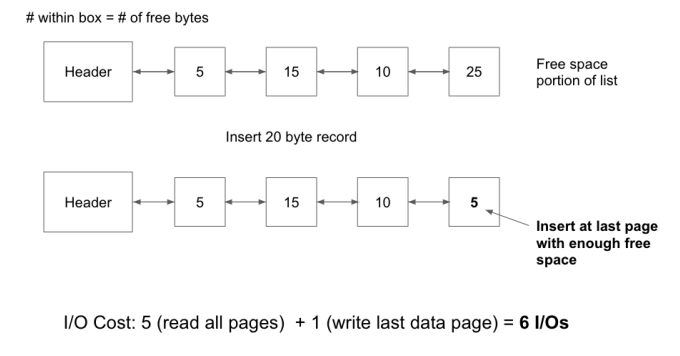 # within box = # of free bytes
Header 5 15 10 25
Free space
portion of list
Insert 20 byte record
Header 5 15 10 5
Insert at last page
with enough free
space
I/O Cost: 5 (read all pages) + 1 (write last data page) = 6 I/Os